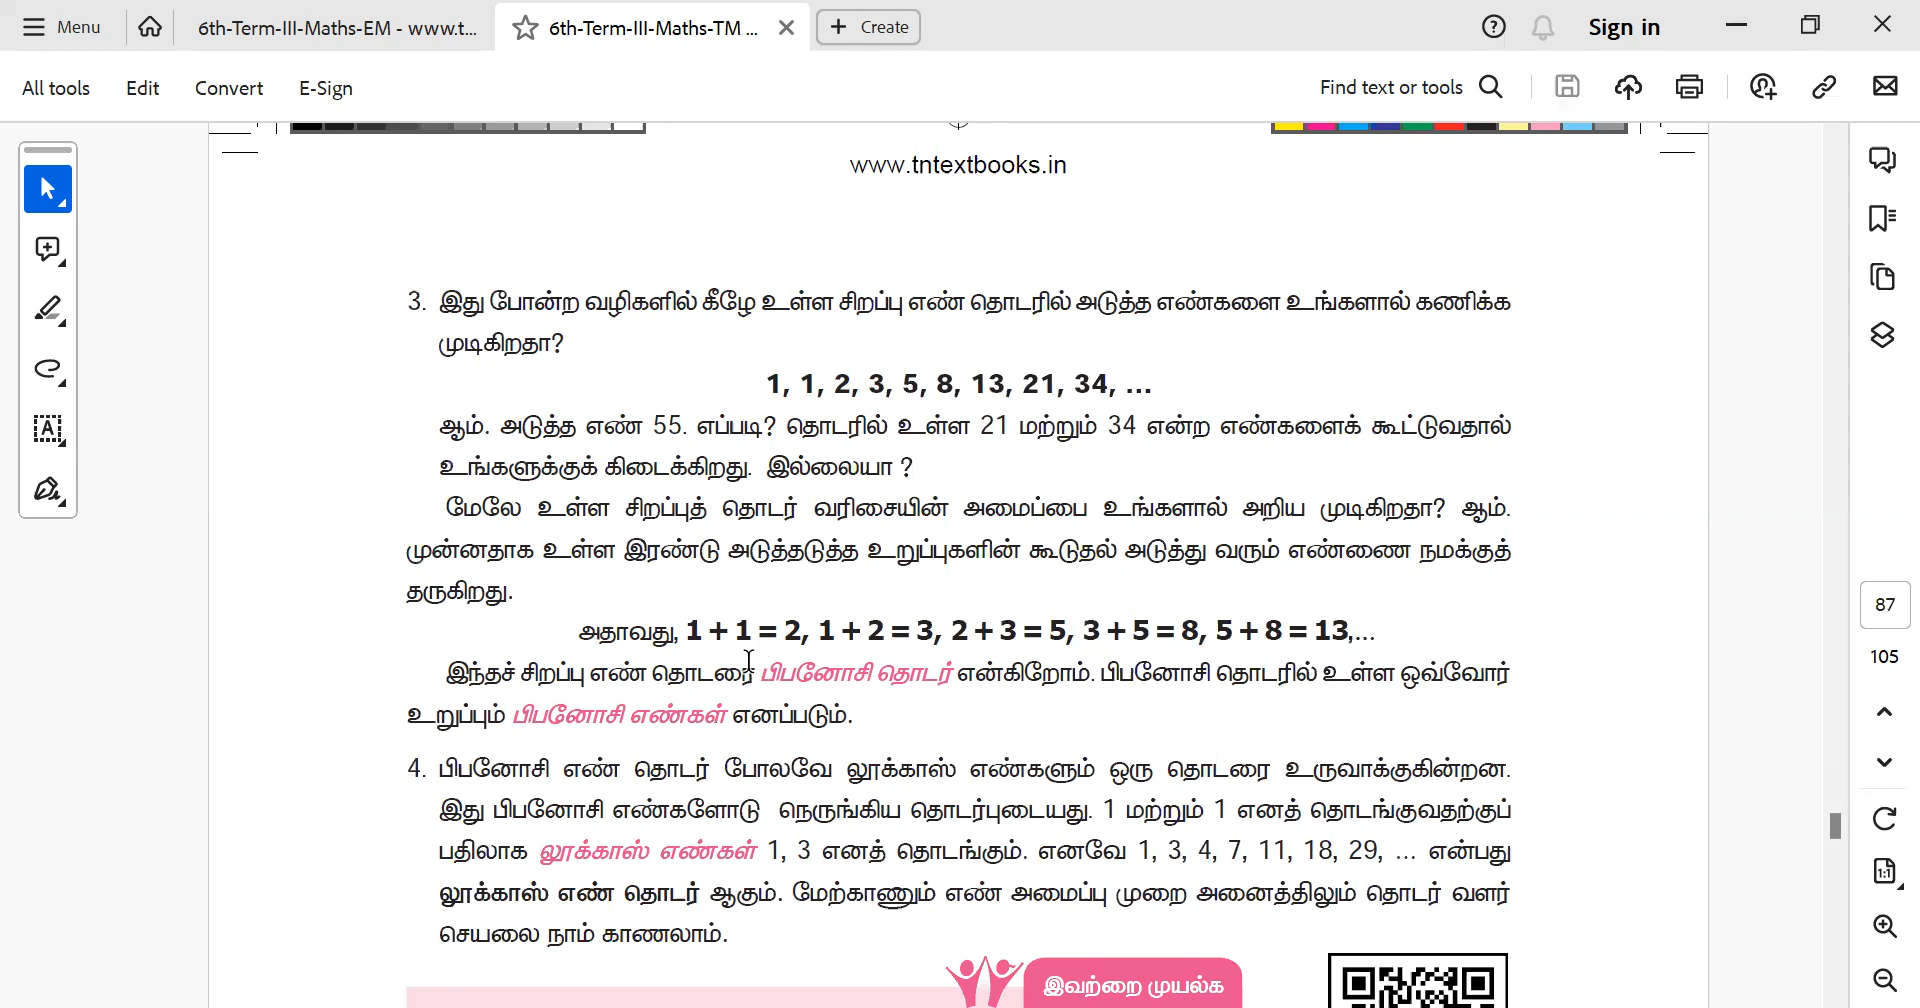 Menu
6th-Term-III-Maths-EM - www.t...
6th-Term-III-Maths-TM ...
Create
Sign in
All tools
Edit
Convert
E-Sign
Find text or tools
www.tntextbooks.in
3. இது போன்ற வழிகளில் கீழே உள்ள சிறப்பு எண் தொடரில் அடுத்த எண்களை உங்களால் கணிக்க
முடிகிறதா?
1, 1, 2, 3, 5, 8, 13, 21, 34, ...
ஆம். அடுத்த எண் 55. எப்படி? தொடரில் உள்ள 21 மற்றும் 34 என்ற எண்களைக் கூட்டுவதால்
உங்களுக்குக் கிடைக்கிறது. இல்லையா ?
மேலே உள்ள சிறப்புத் தொடர் வரிசையின் அமைப்பை உங்களால் அறிய முடிகிறதா? ஆம்.
முன்னதாக உள்ள இரண்டு அடுத்தடுத்த உறுப்புகளின் கூடுதல் அடுத்து வரும் எண்ணை நமக்குத்
தருகிறது.
அதாவது, 1 + 1 = 2, 1 + 2 = 3, 2 + 3 = 5, 3 + 5 = 8, 5 + 8 = 13,...
இந்தச் சிறப்பு எண் தொடரை பிபனோசி தொடர் என்கிறோம். பிபனோசி தொடரில் உள்ள ஒவ்வோர்
உறுப்பும் பிபனோசி எண்கள் எனப்படும்.
4. பிபனோசி எண் தொடர் போலவே லூக்காஸ் எண்களும் ஒரு தொடரை உருவாக்குகின்றன.
இது பிபனோசி எண்களோடு நெருங்கிய தொடர்புடையது. 1 மற்றும் 1 எனத் தொடங்குவதற்குப்
பதிலாக லூக்காஸ் எண்கள் 1, 3 எனத் தொடங்கும். எனவே 1, 3, 4, 7, 11, 18, 29, ... என்பது
லூக்காஸ் எண் தொடர் ஆகும். மேற்காணும் எண் அமைப்பு முறை அனைத்திலும் தொடர் வளர்
செயலை நாம் காணலாம்.
இவற்றை முயல்க
87
105